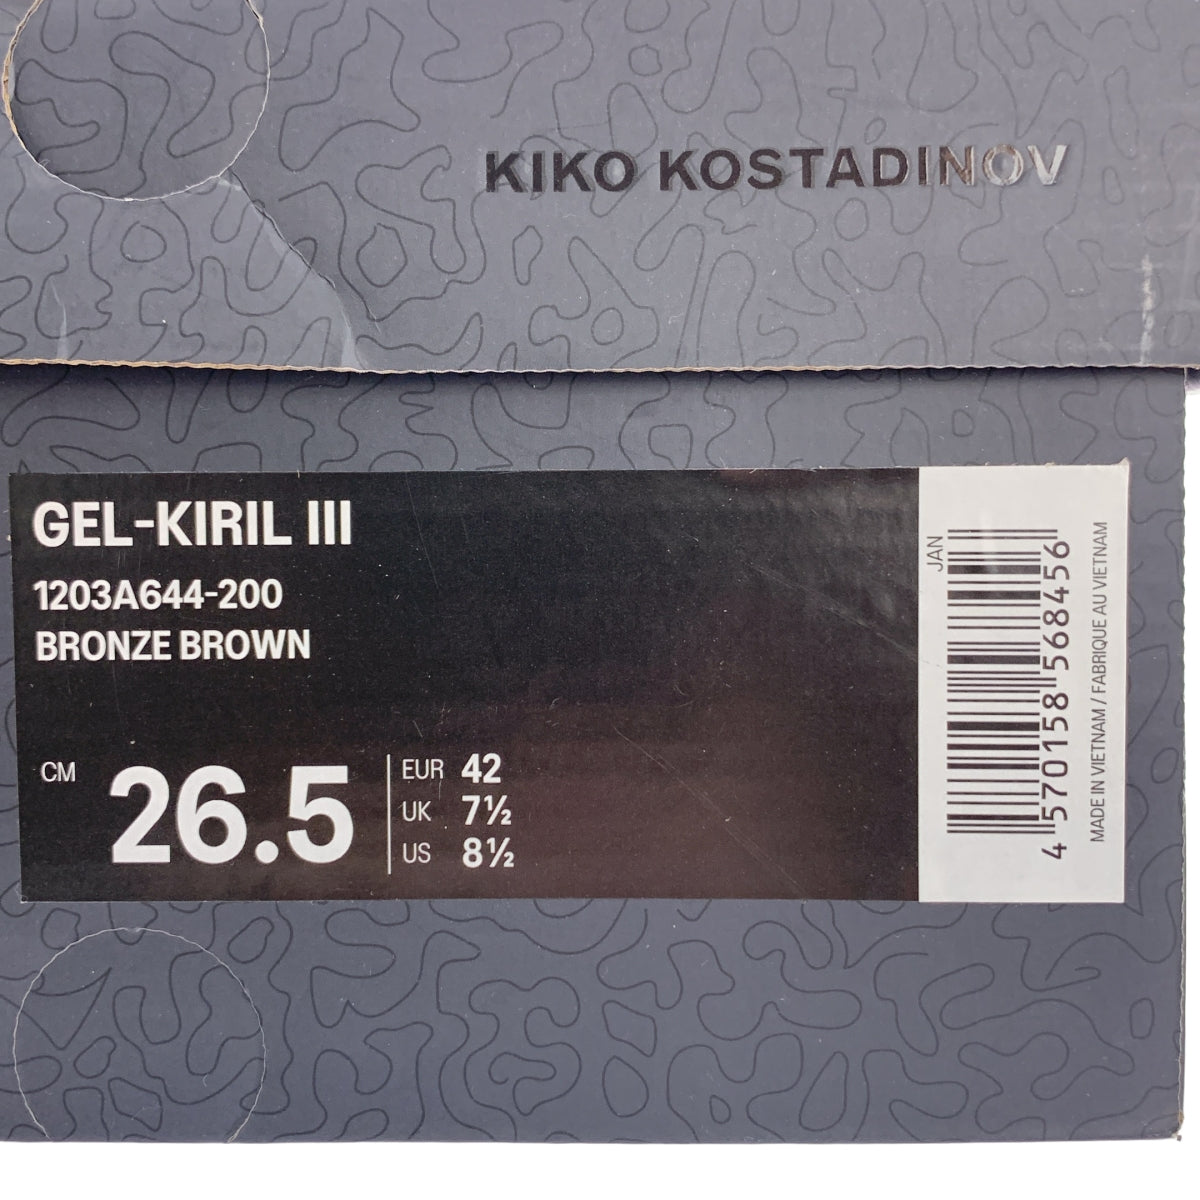 KIKO KOSTADINOV
GEL-KIRIL III
1203A644-200
BRONZE BROWN
CM 26.5
EUR 42
UK 7½
US 8½
JAN
4 570158 568456
MADE IN VIETNAM / FABRIQUE AU VIETNAM